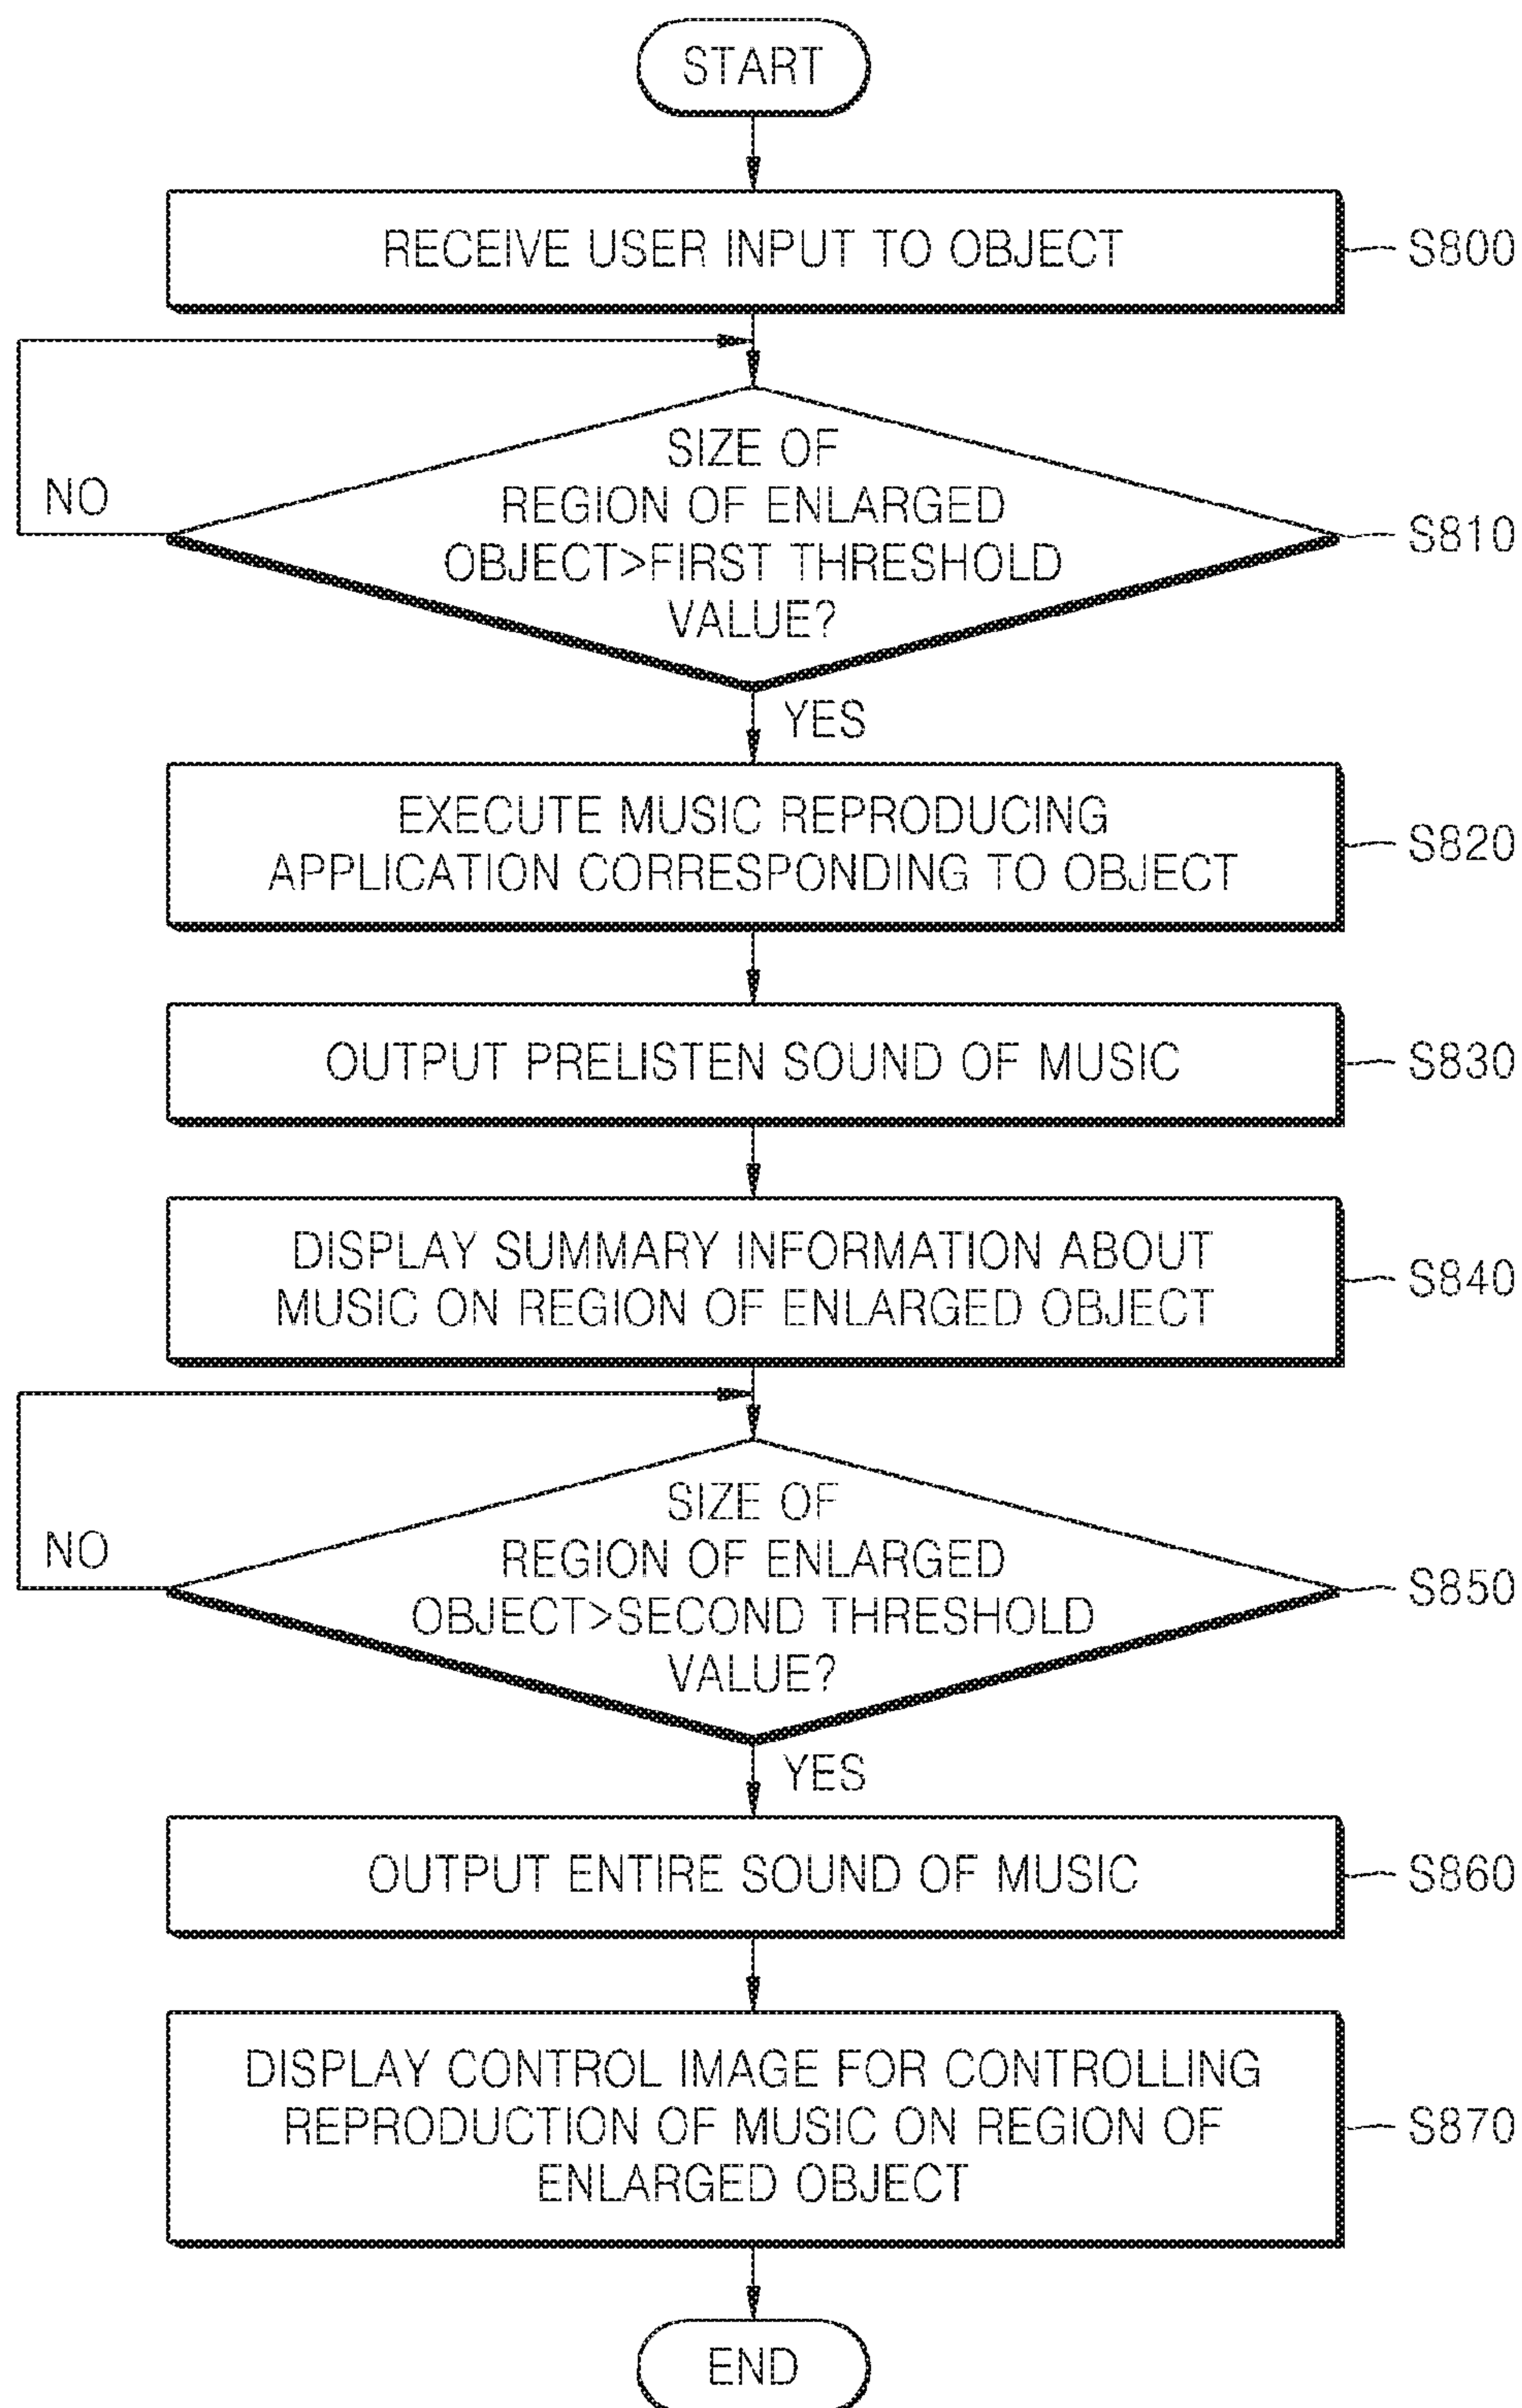 START
RECEIVE USER INPUT TO OBJECT
S800
SIZE OF
REGION OF ENLARGED
OBJECT>FIRST THRESHOLD
VALUE?
NO
S810
YES
EXECUTE MUSIC REPRODUCING
APPLICATION CORRESPONDING TO OBJECT
S820
OUTPUT PRELISTEN SOUND OF MUSIC
S830
DISPLAY SUMMARY INFORMATION ABOUT
MUSIC ON REGION OF ENLARGED OBJECT
S840
SIZE OF
REGION OF ENLARGED
OBJECT>SECOND THRESHOLD
VALUE?
NO
S850
YES
OUTPUT ENTIRE SOUND OF MUSIC
S860
DISPLAY CONTROL IMAGE FOR CONTROLLING
REPRODUCTION OF MUSIC ON REGION OF
ENLARGED OBJECT
S870
END